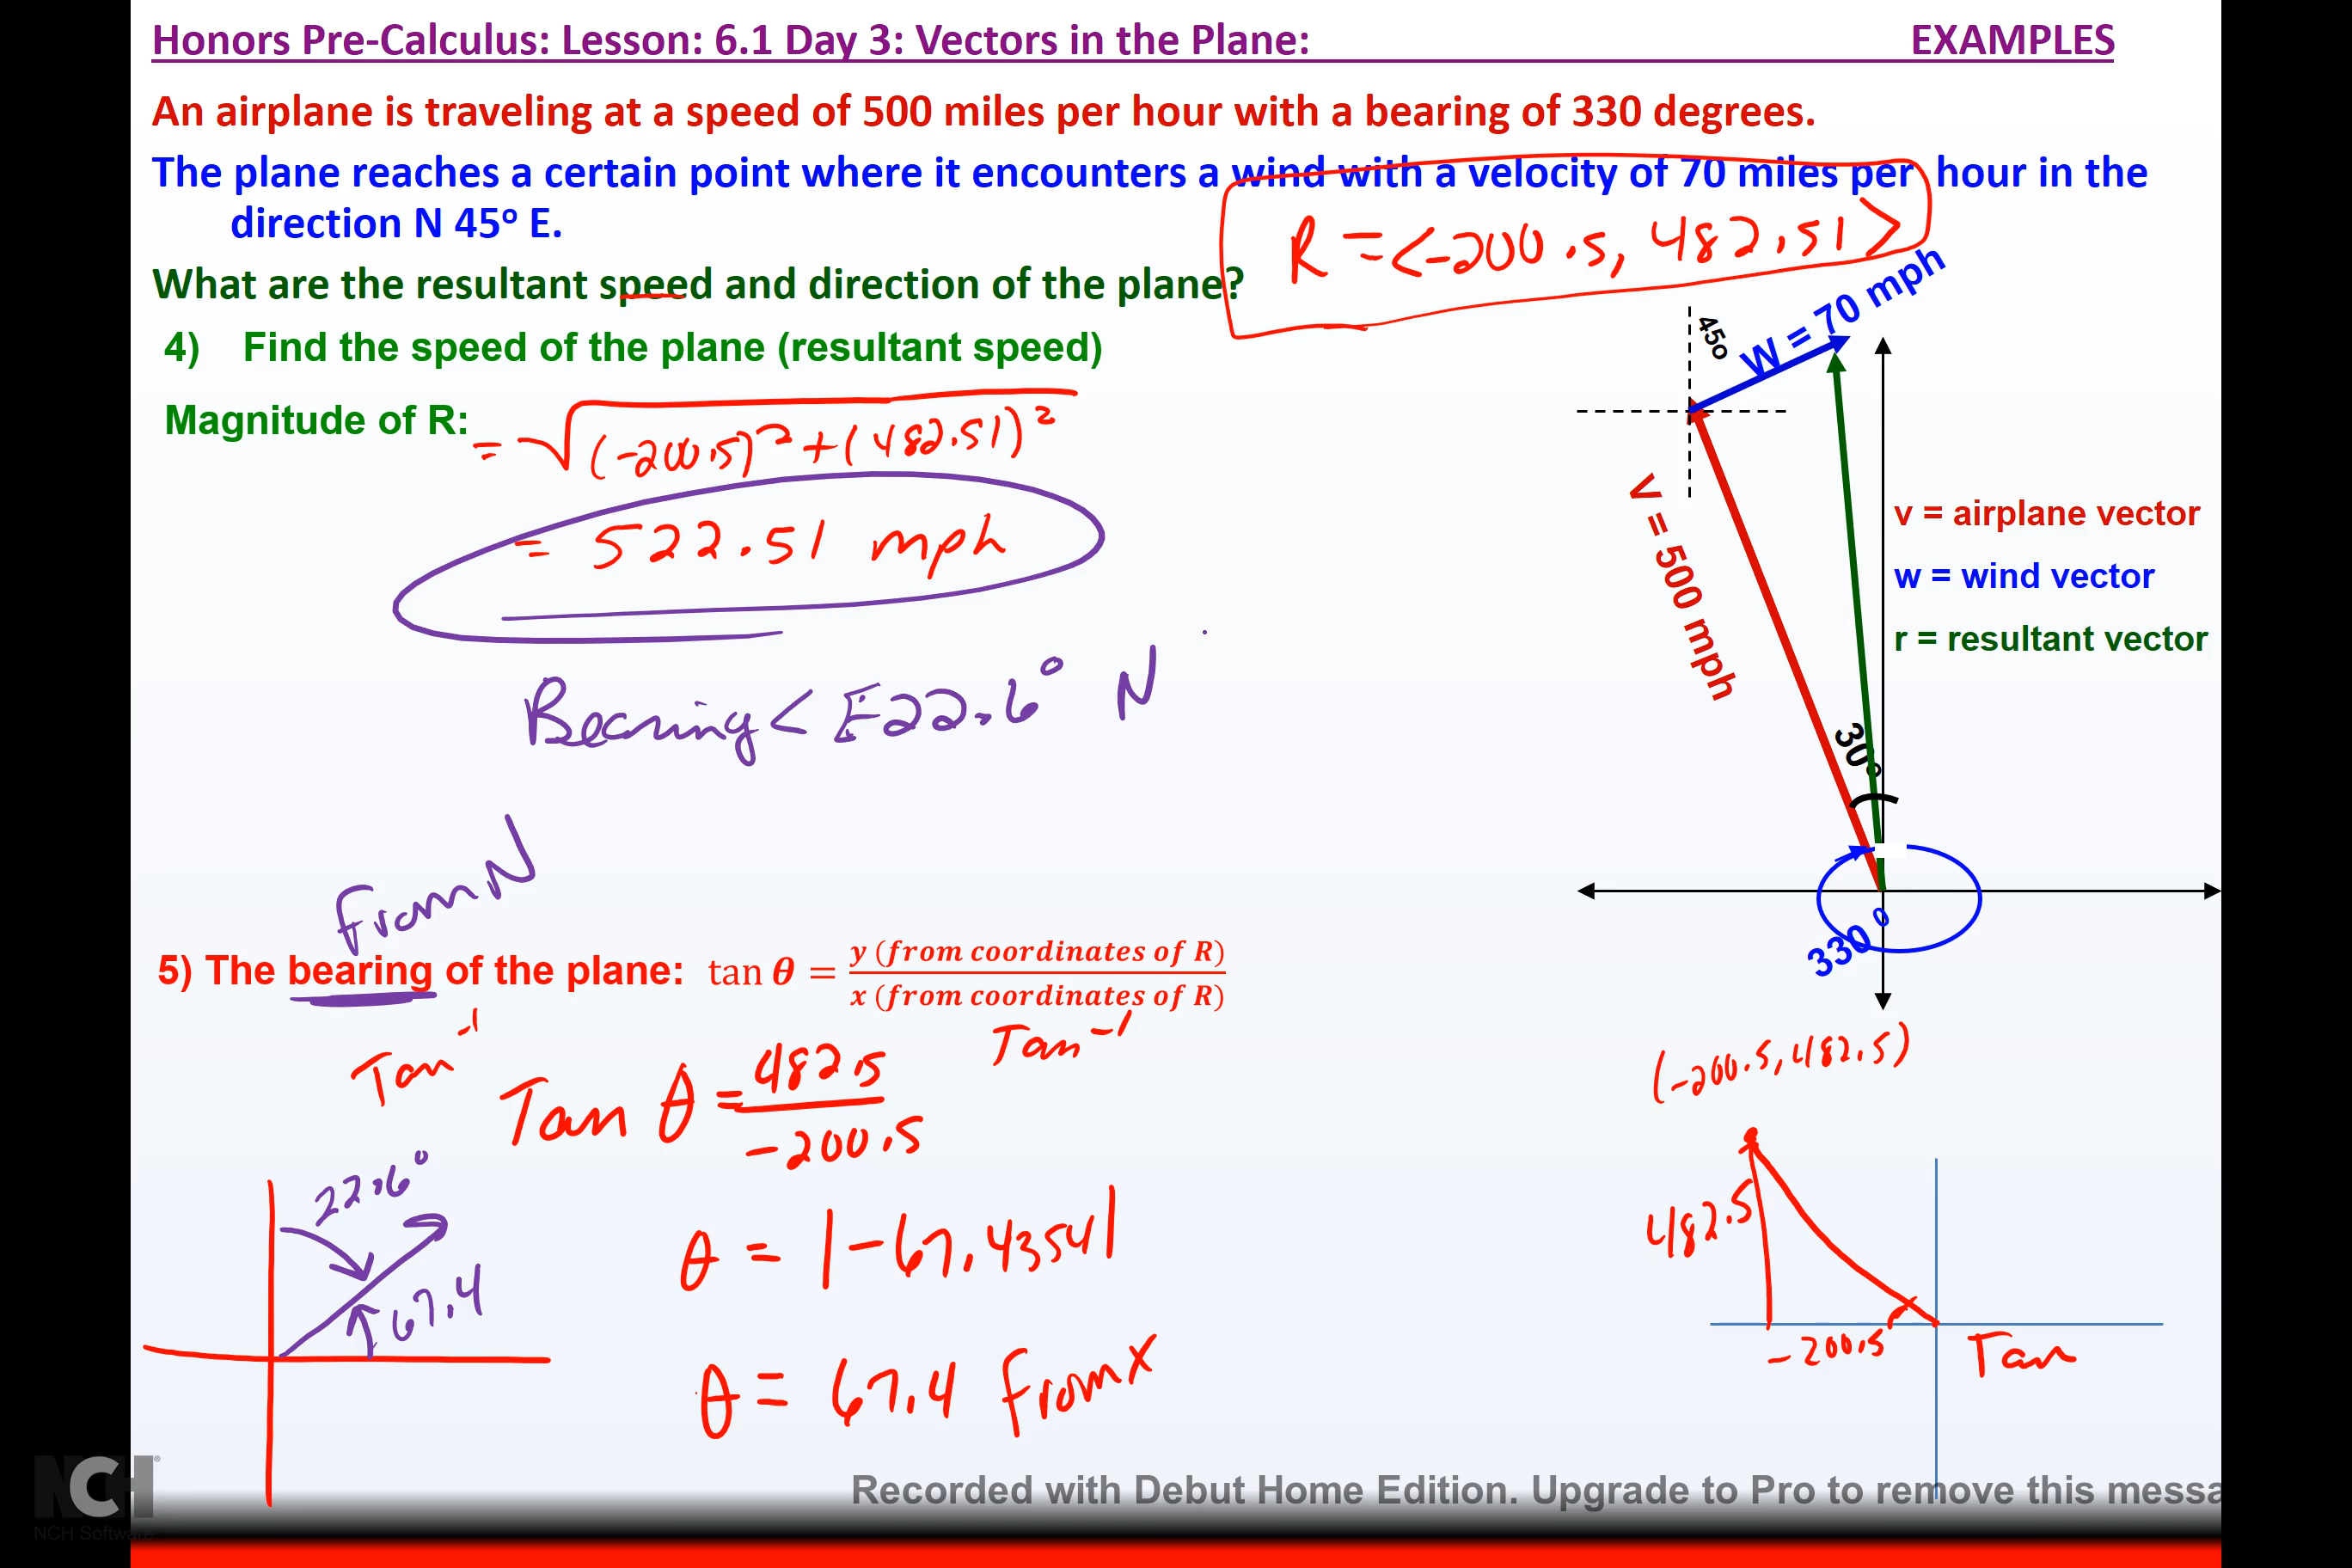 Honors Pre-Calculus: Lesson: 6.1 Day 3: Vectors in the Plane: EXAMPLES
An airplane is traveling at a speed of 500 miles per hour with a bearing of 330 degrees.
The plane reaches a certain point where it encounters a wind with a velocity of 70 miles per hour in the
direction N 45º E.
R = <-200.5, 482.51>
What are the resultant speed and direction of the plane?
4) Find the speed of the plane (resultant speed)
Magnitude of R:
= √(-200.5)² + (482.51)²
= 522.51 mph
Bearing < E22.6° N
45o
W = 70 mph
V = 500 mph
v = airplane vector
w = wind vector
r = resultant vector
30°
330 0
From N
5) The bearing of the plane: tan θ = y (from coordinates of R)
x (from coordinates of R)
Tan⁻¹
Tan θ = 482.5
-200.5
Tan⁻¹
θ = |-67.4354|
θ = 67.4 From x
22.6°
67.4
(-200.5, 482.5)
482.5
-200.5
Tan
NCH®
NCH Software
Recorded with Debut Home Edition. Upgrade to Pro to remove this messa